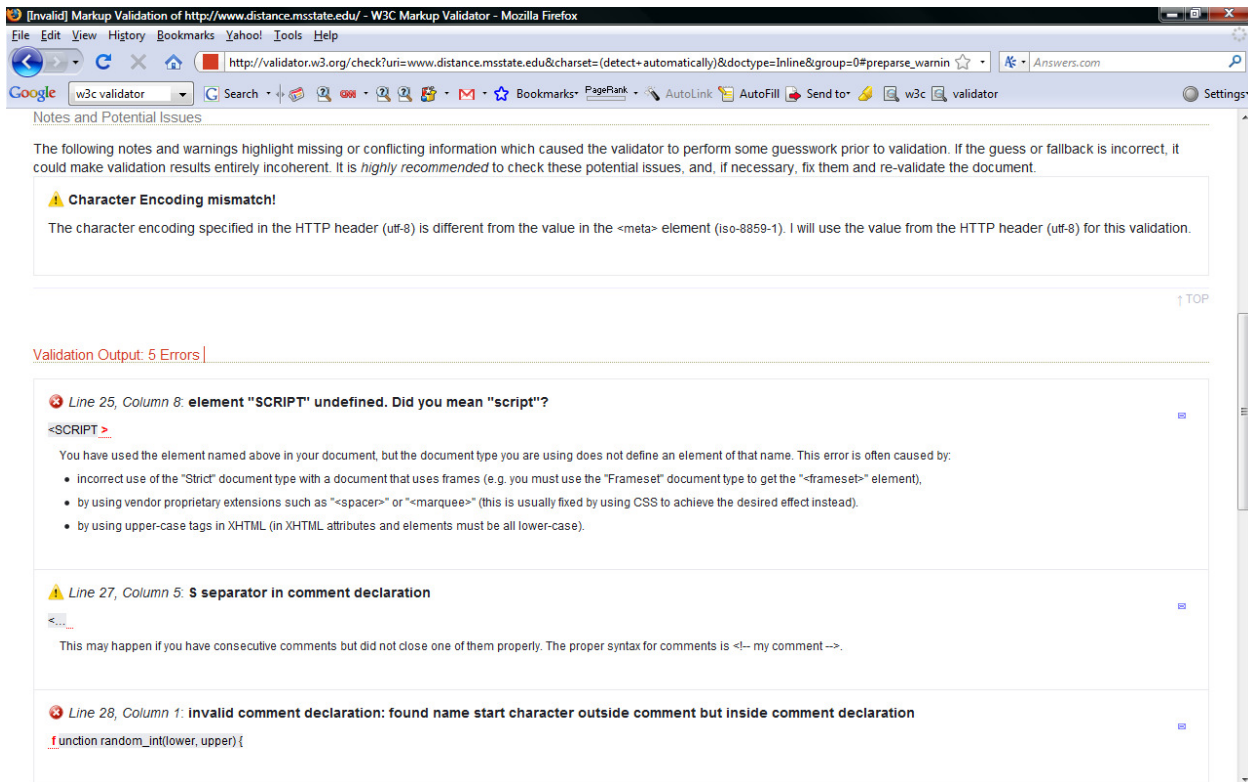 [Invalid] Markup Validation of http://www.distance.msstate.edu/ - W3C Markup Validator - Mozilla Firefox
File Edit View History Bookmarks Yahoo! Tools Help
http://validator.w3.org/check?uri=www.distance.msstate.edu&charset=(detect+automatically)&doctype=Inline&group=0#preparse_warnin Answers.com
Google w3c validator Search Bookmarks PageRank AutoLink AutoFill Send to w3c validator Settings
Notes and Potential Issues
The following notes and warnings highlight missing or conflicting information which caused the validator to perform some guesswork prior to validation. If the guess or fallback is incorrect, it
could make validation results entirely incoherent. It is highly recommended to check these potential issues, and, if necessary, fix them and re-validate the document.
Character Encoding mismatch!
The character encoding specified in the HTTP header (utf-8) is different from the value in the <meta> element (iso-8859-1). I will use the value from the HTTP header (utf-8) for this validation.
↑ TOP
Validation Output: 5 Errors
Line 25, Column 8: element "SCRIPT" undefined. Did you mean "script"?
<SCRIPT >
You have used the element named above in your document, but the document type you are using does not define an element of that name. This error is often caused by:
• incorrect use of the "Strict" document type with a document that uses frames (e.g. you must use the "Frameset" document type to get the "<frameset>" element),
• by using vendor proprietary extensions such as "<spacer>" or "<marquee>" (this is usually fixed by using CSS to achieve the desired effect instead).
• by using upper-case tags in XHTML (in XHTML attributes and elements must be all lower-case).
Line 27, Column 5: S separator in comment declaration
<...
This may happen if you have consecutive comments but did not close one of them properly. The proper syntax for comments is <!-- my comment -->.
Line 28, Column 1: invalid comment declaration: found name start character outside comment but inside comment declaration
f unction random_int(lower, upper) {